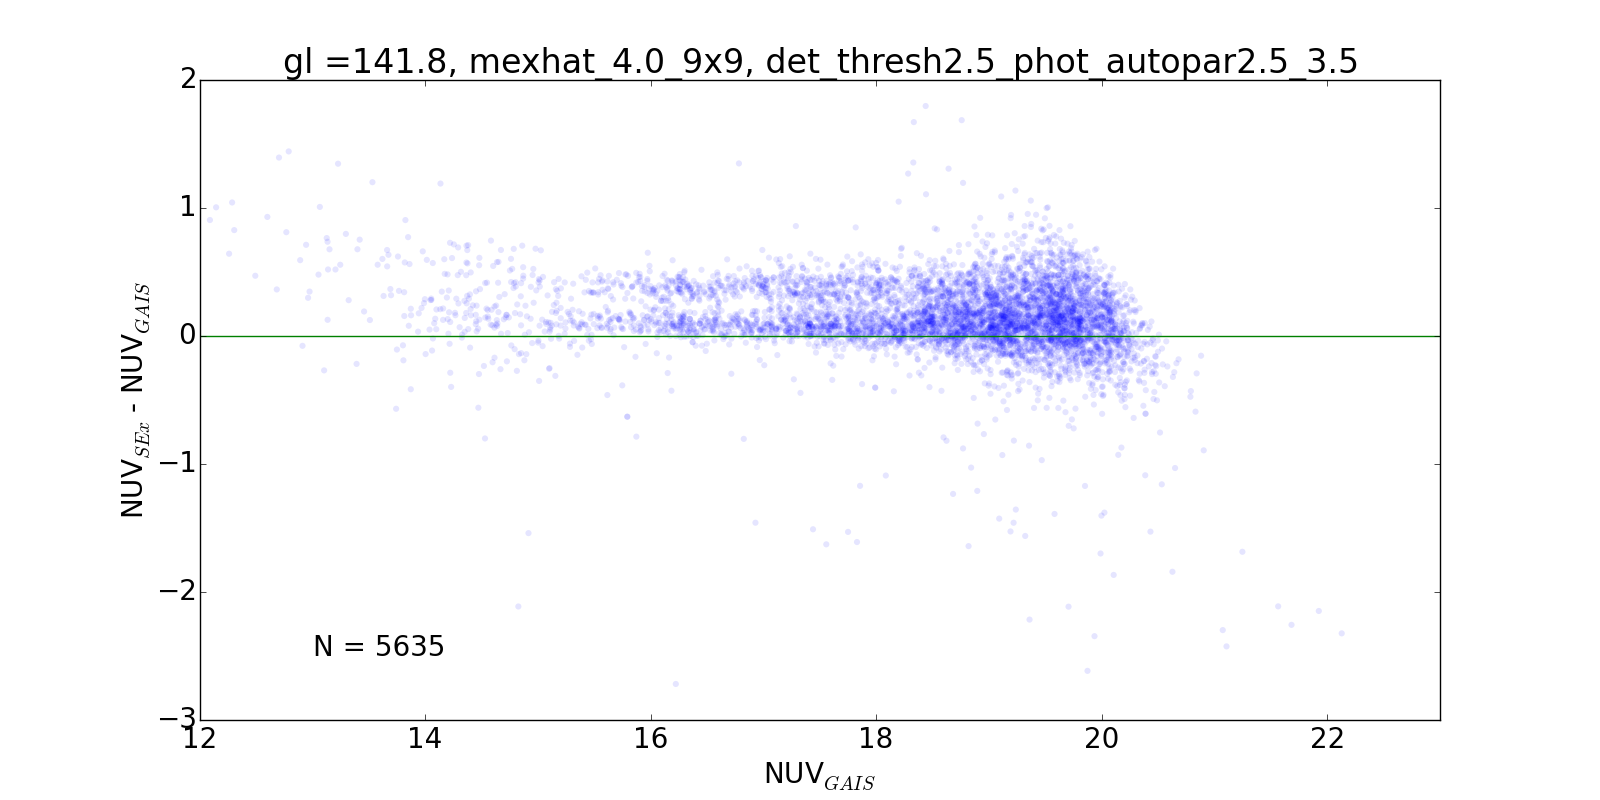 gl =141.8, mexhat_4.0_9x9, det_thresh2.5_phot_autopar2.5_3.5
2
1
0
−1
−2
−3
NUV_SEx - NUV_GAIS
N = 5635
12 14 16 18 20 22
NUV_GAIS